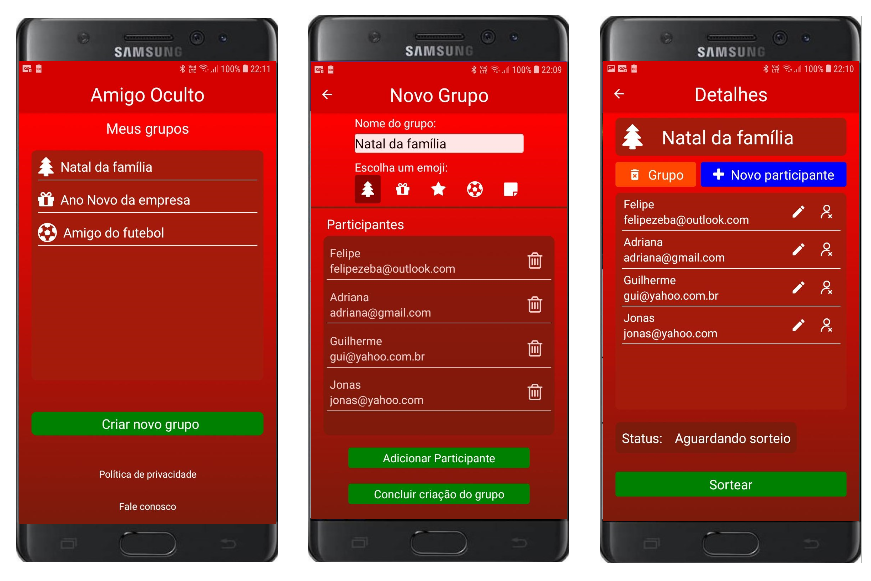 SAMSUNG
100% 22:11
Amigo Oculto
Meus grupos
Natal da família
Ano Novo da empresa
Amigo do futebol
Criar novo grupo
Política de privacidade
Fale conosco
SAMSUNG
100% 22:09
Novo Grupo
Nome do grupo:
Natal da família
Escolha um emoji:
Participantes
Felipe
felipezeba@outlook.com
Adriana
adriana@gmail.com
Guilherme
gui@yahoo.com.br
Jonas
jonas@yahoo.com
Adicionar Participante
Concluir criação do grupo
SAMSUNG
100% 22:10
Detalhes
Natal da família
Grupo
Novo participante
Felipe
felipezeba@outlook.com
Adriana
adriana@gmail.com
Guilherme
gui@yahoo.com.br
Jonas
jonas@yahoo.com
Status: Aguardando sorteio
Sortear